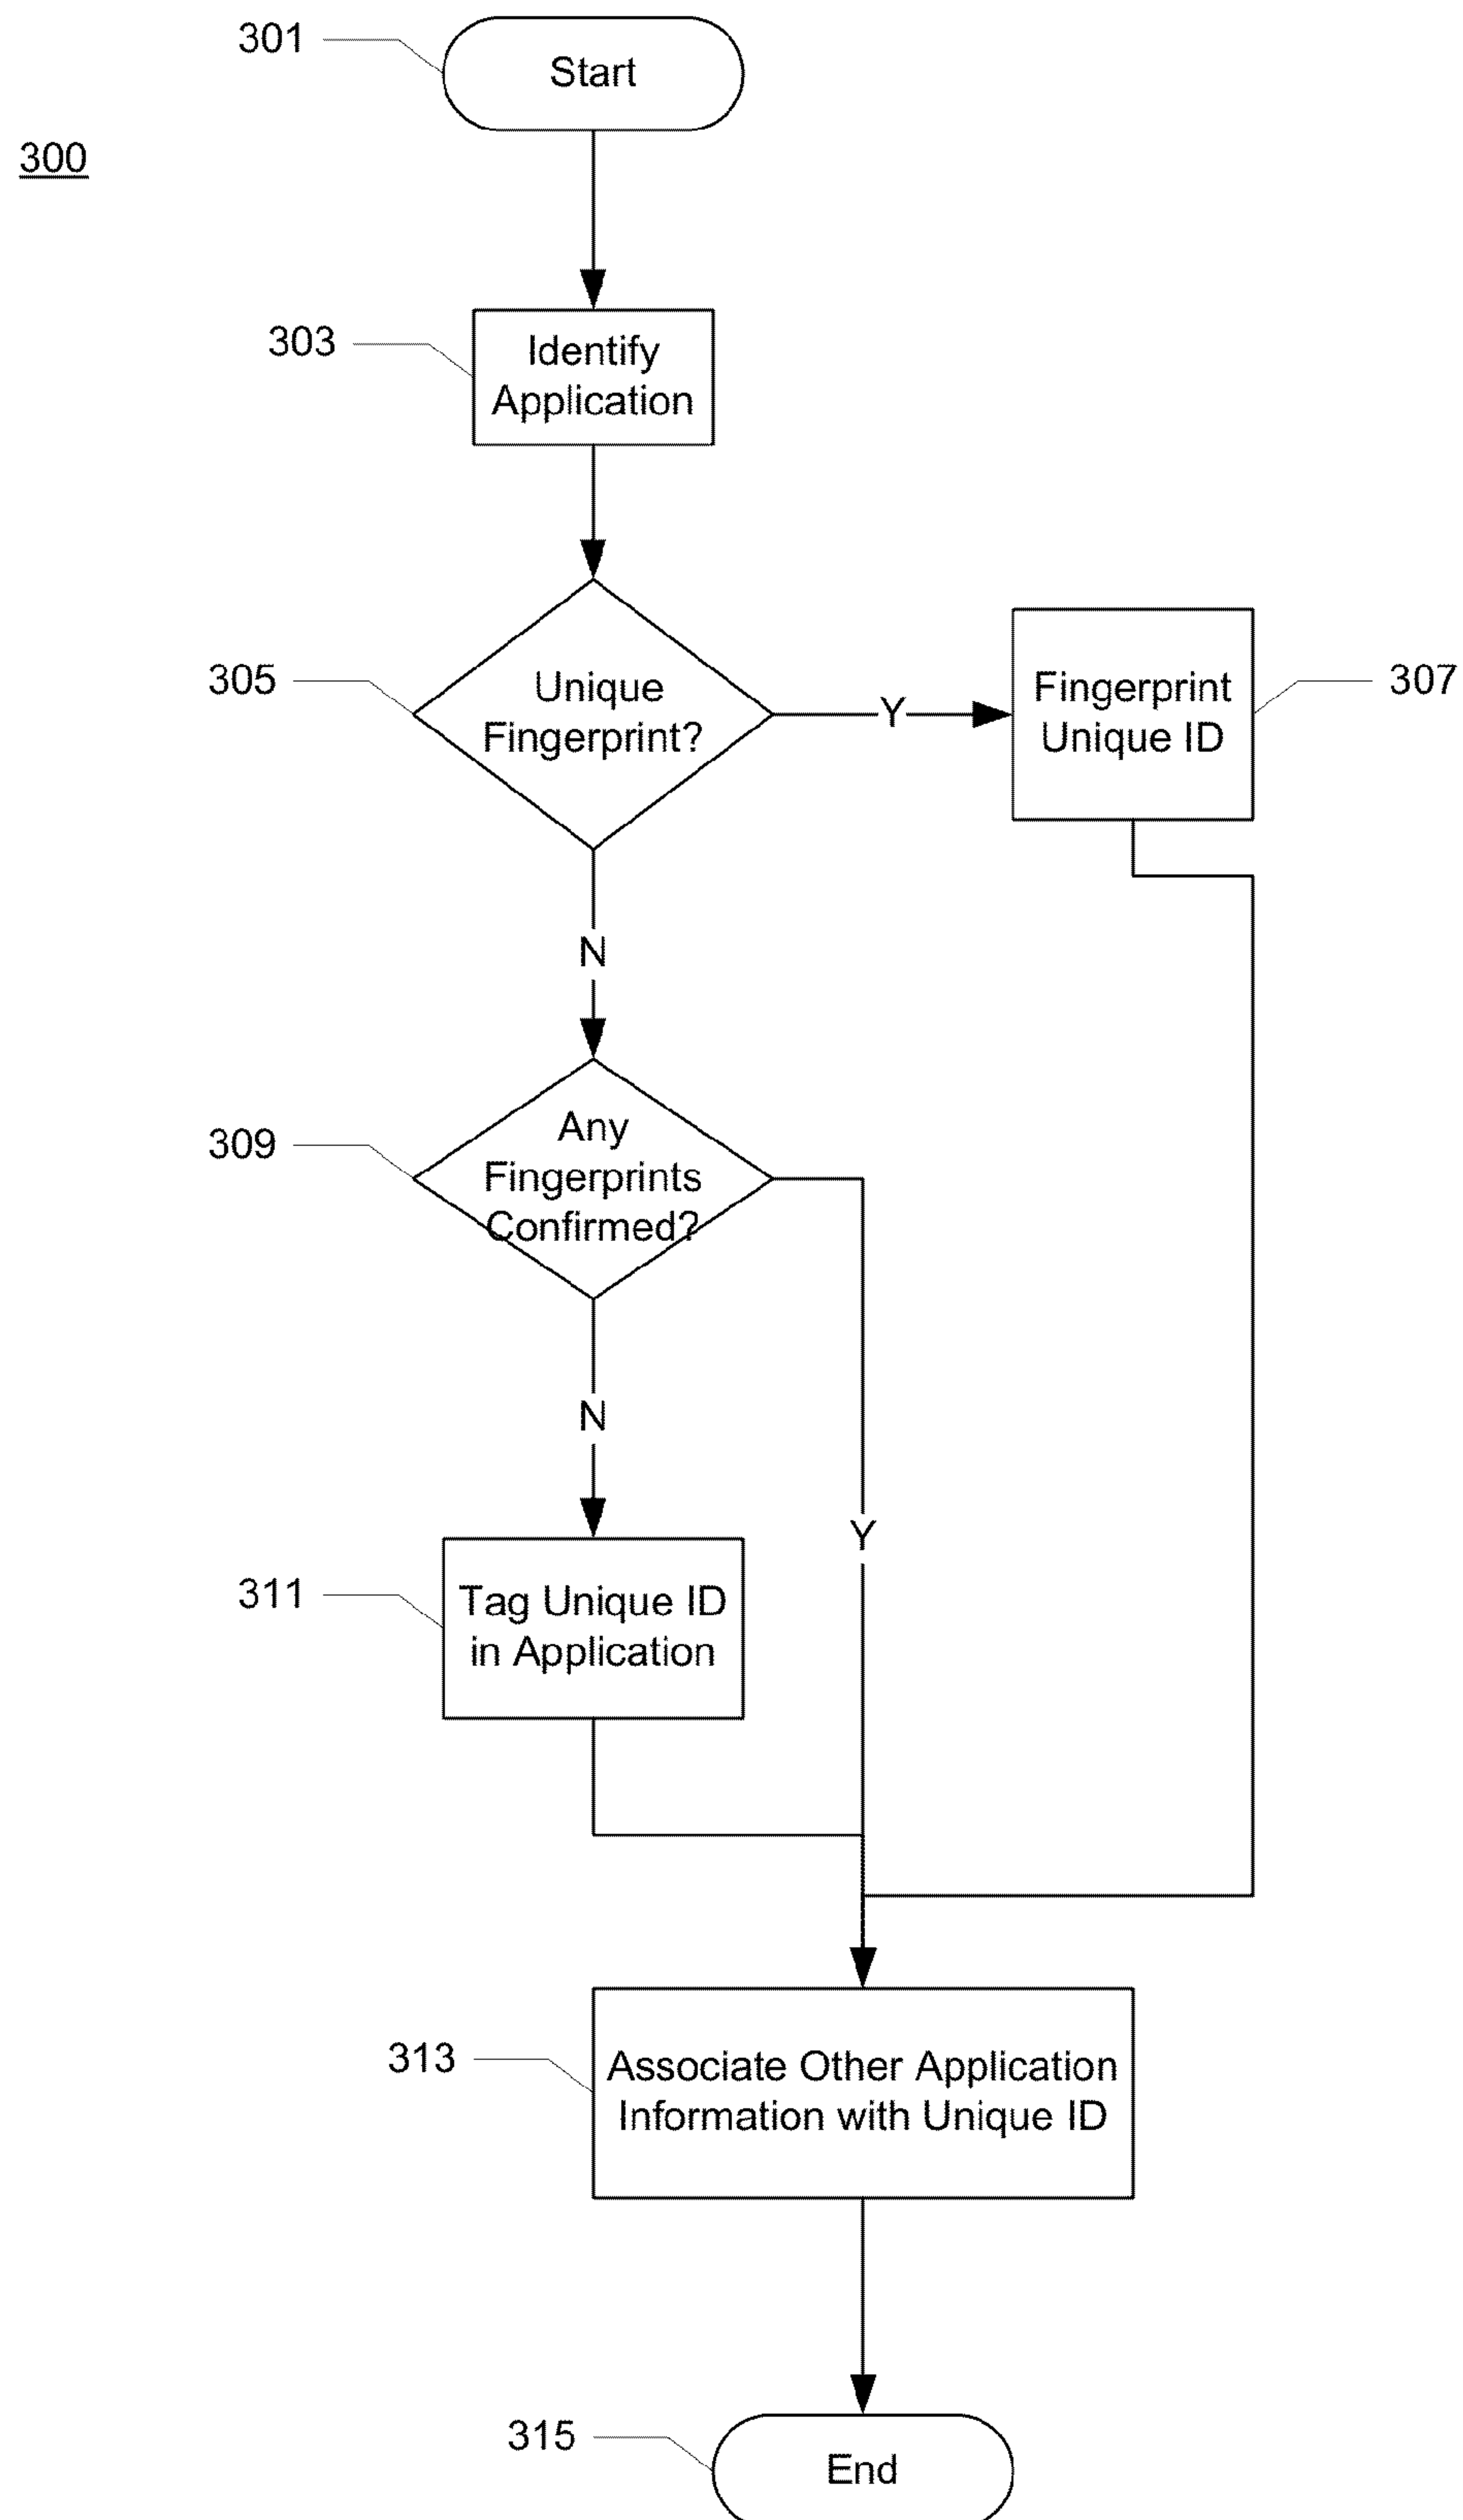 301
Start
300
303
Identify
Application
305
Unique
Fingerprint?
Y
Fingerprint
Unique ID
307
N
309
Any
Fingerprints
Confirmed?
N
Y
311
Tag Unique ID
in Application
313
Associate Other Application
Information with Unique ID
315
End